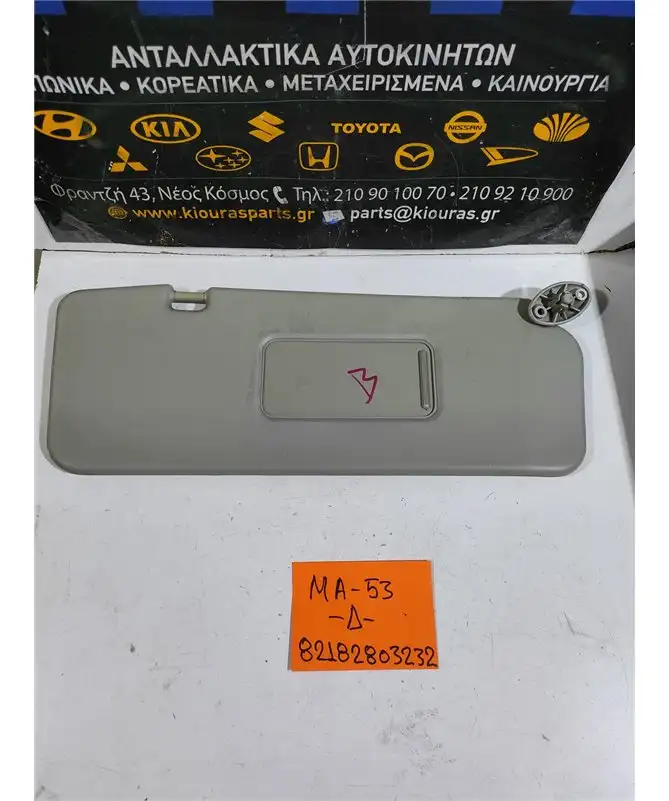 ΑΝΤΑΛΛΑΚΤΙΚΑ ΑΥΤΟΚΙΝΗΤΩΝ
ΠΩΝΙΚΑ • ΚΟΡΕΑΤΙΚΑ • ΜΕΤΑΧΕΙΡΙΣΜΕΝΑ • ΚΑΙΝΟΥΡΓΙΑ
KIA TOYOTA NISSAN
Φραντζή 43, Νέος Κόσμος Τηλ.: 210 90 100 70 • 210 92 10 900
www.kiourasparts.gr parts@kiouras.gr
MA-53
-Δ-
82182803232